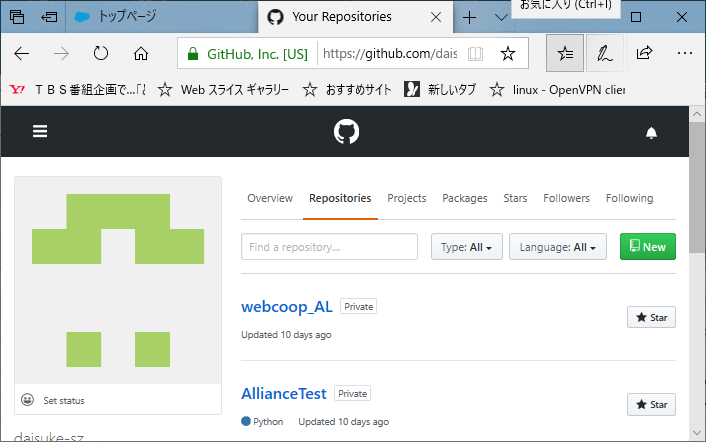 お気に入り (Ctrl+I)
トップページ
Your Repositories
GitHub, Inc. [US]
https://github.com/dais
Y! TBS番組企画で...「と
Web スライス ギャラリー
おすすめサイト
新しいタブ
linux - OpenVPN clien
Overview
Repositories
Projects
Packages
Stars
Followers
Following
Find a repository...
Type: All
Language: All
New
webcoop_AL
Private
Star
Updated 10 days ago
AllianceTest
Private
Star
Python
Updated 10 days ago
Set status
daisuke-sz